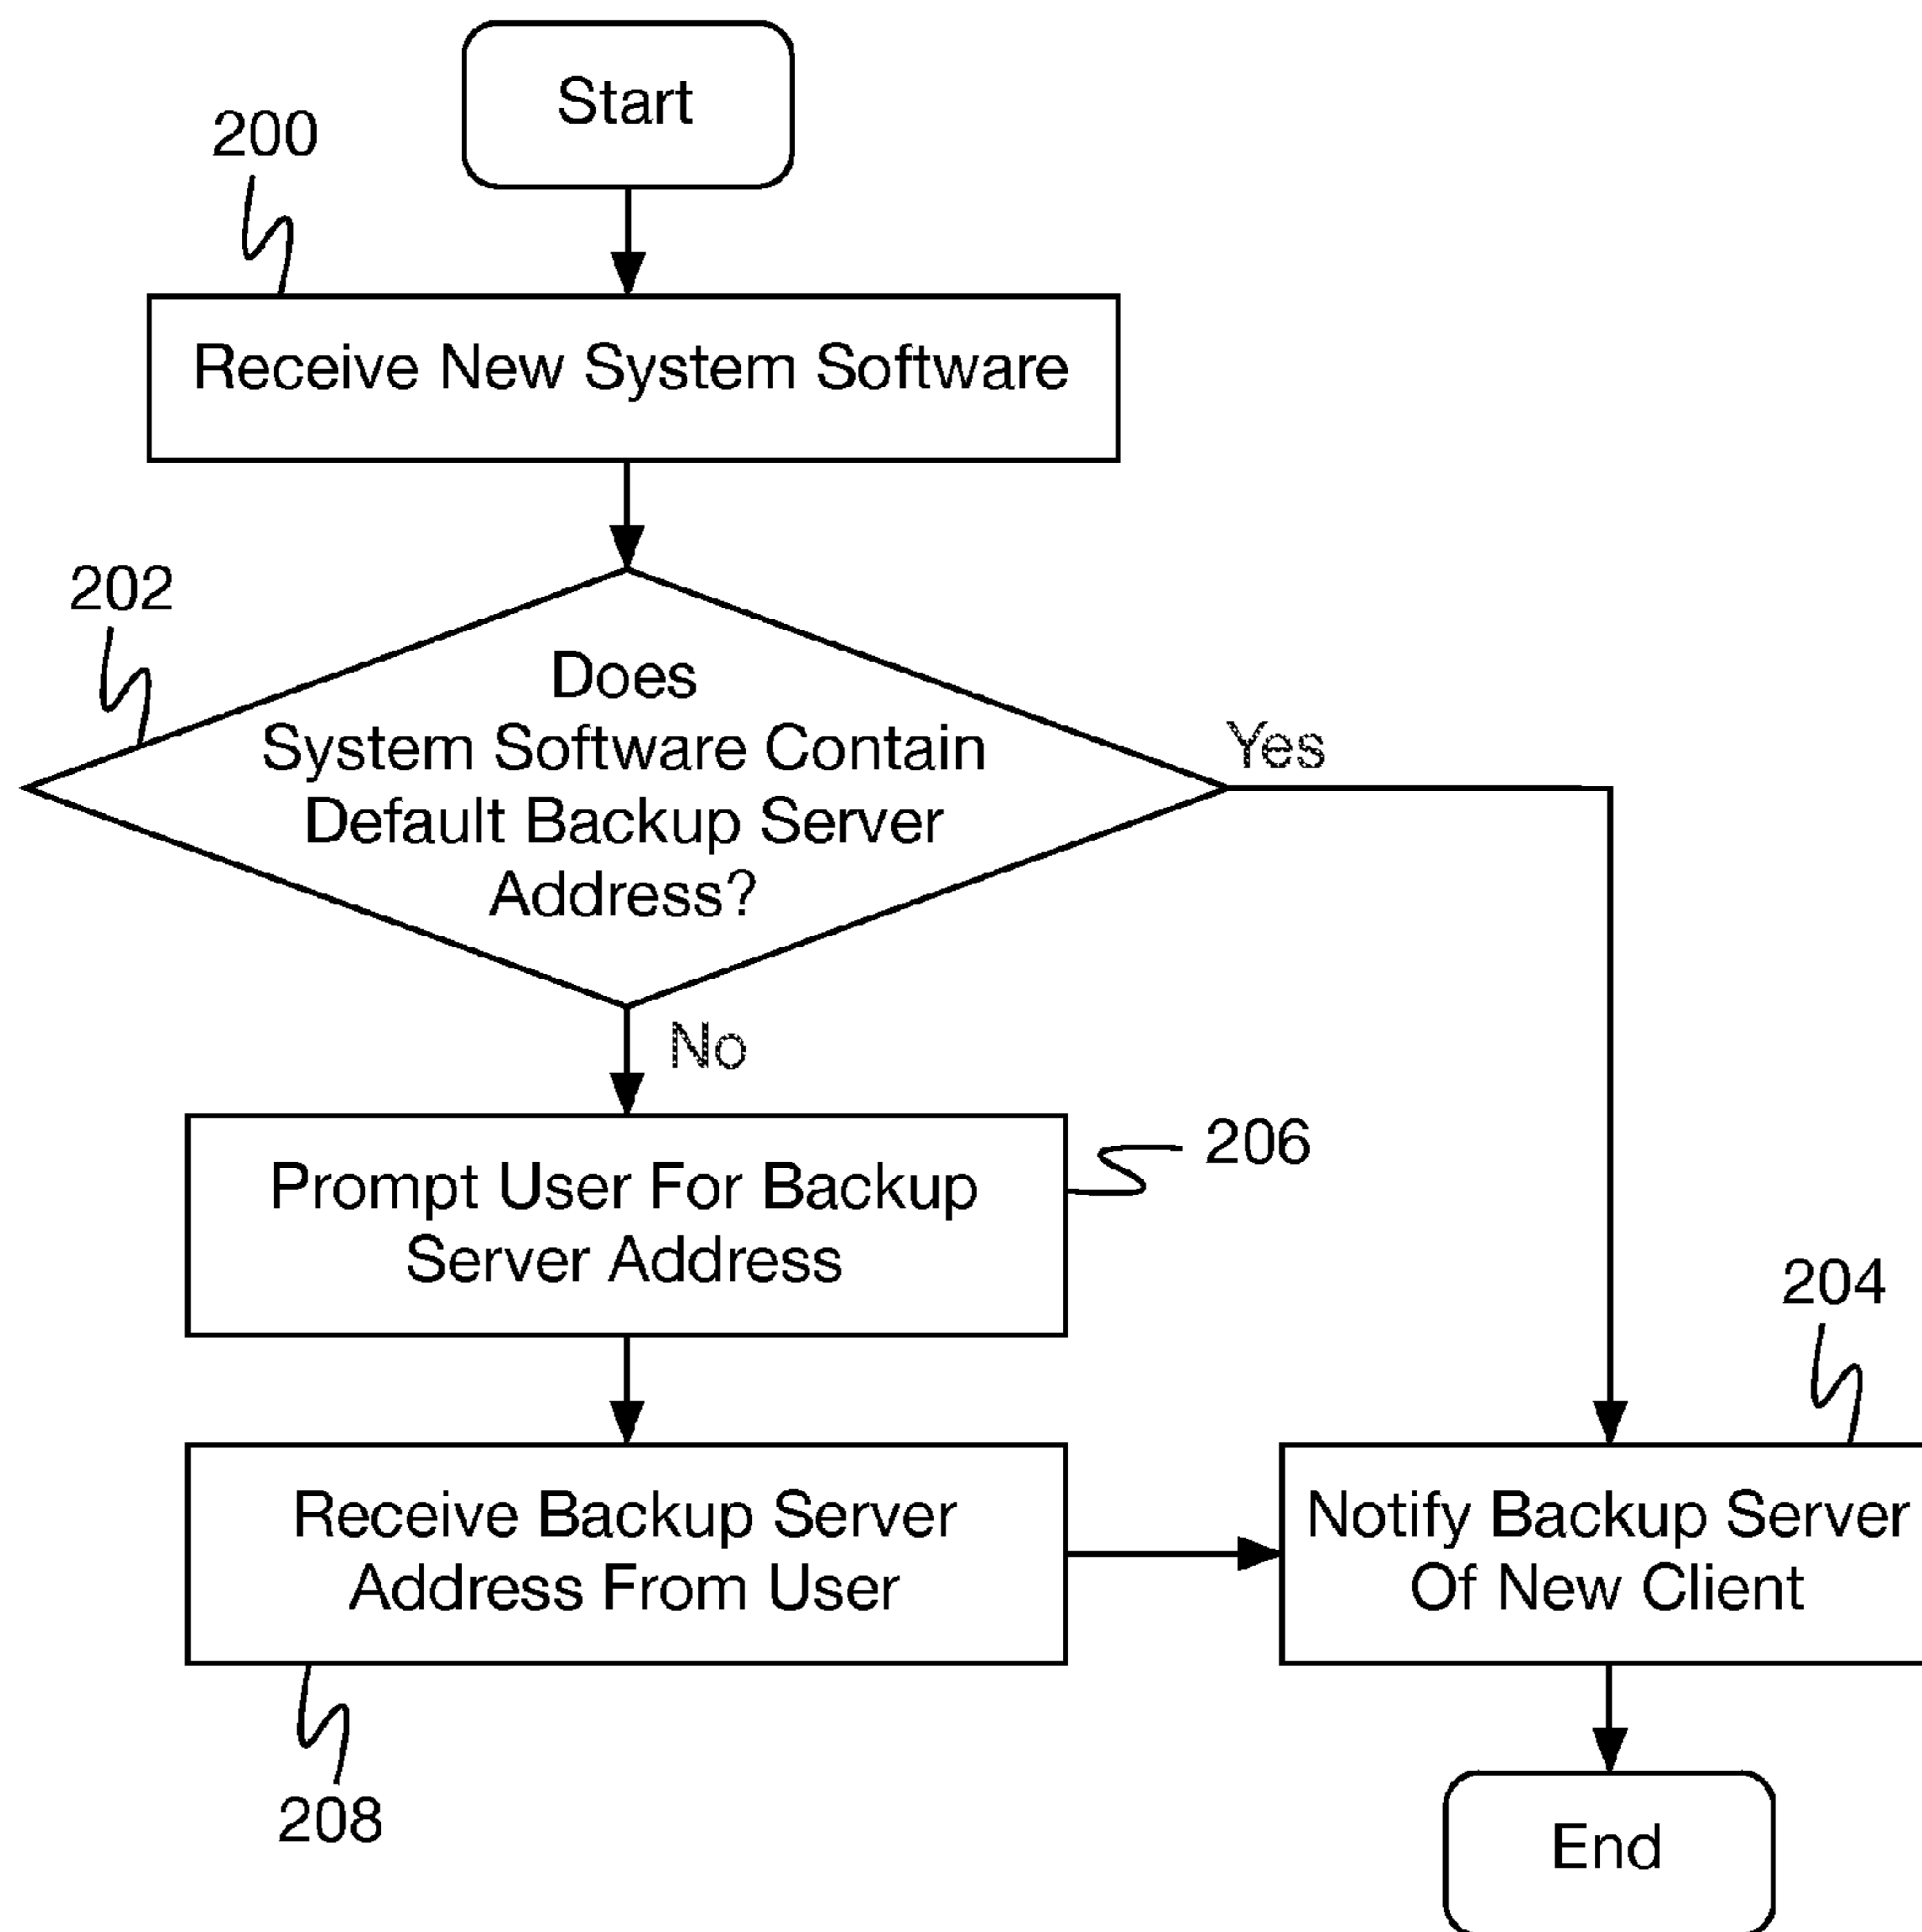 Start
200
Receive New System Software
202
Does
System Software Contain
Default Backup Server
Address?
Yes
No
Prompt User For Backup
Server Address
206
204
Receive Backup Server
Address From User
Notify Backup Server
Of New Client
208
End